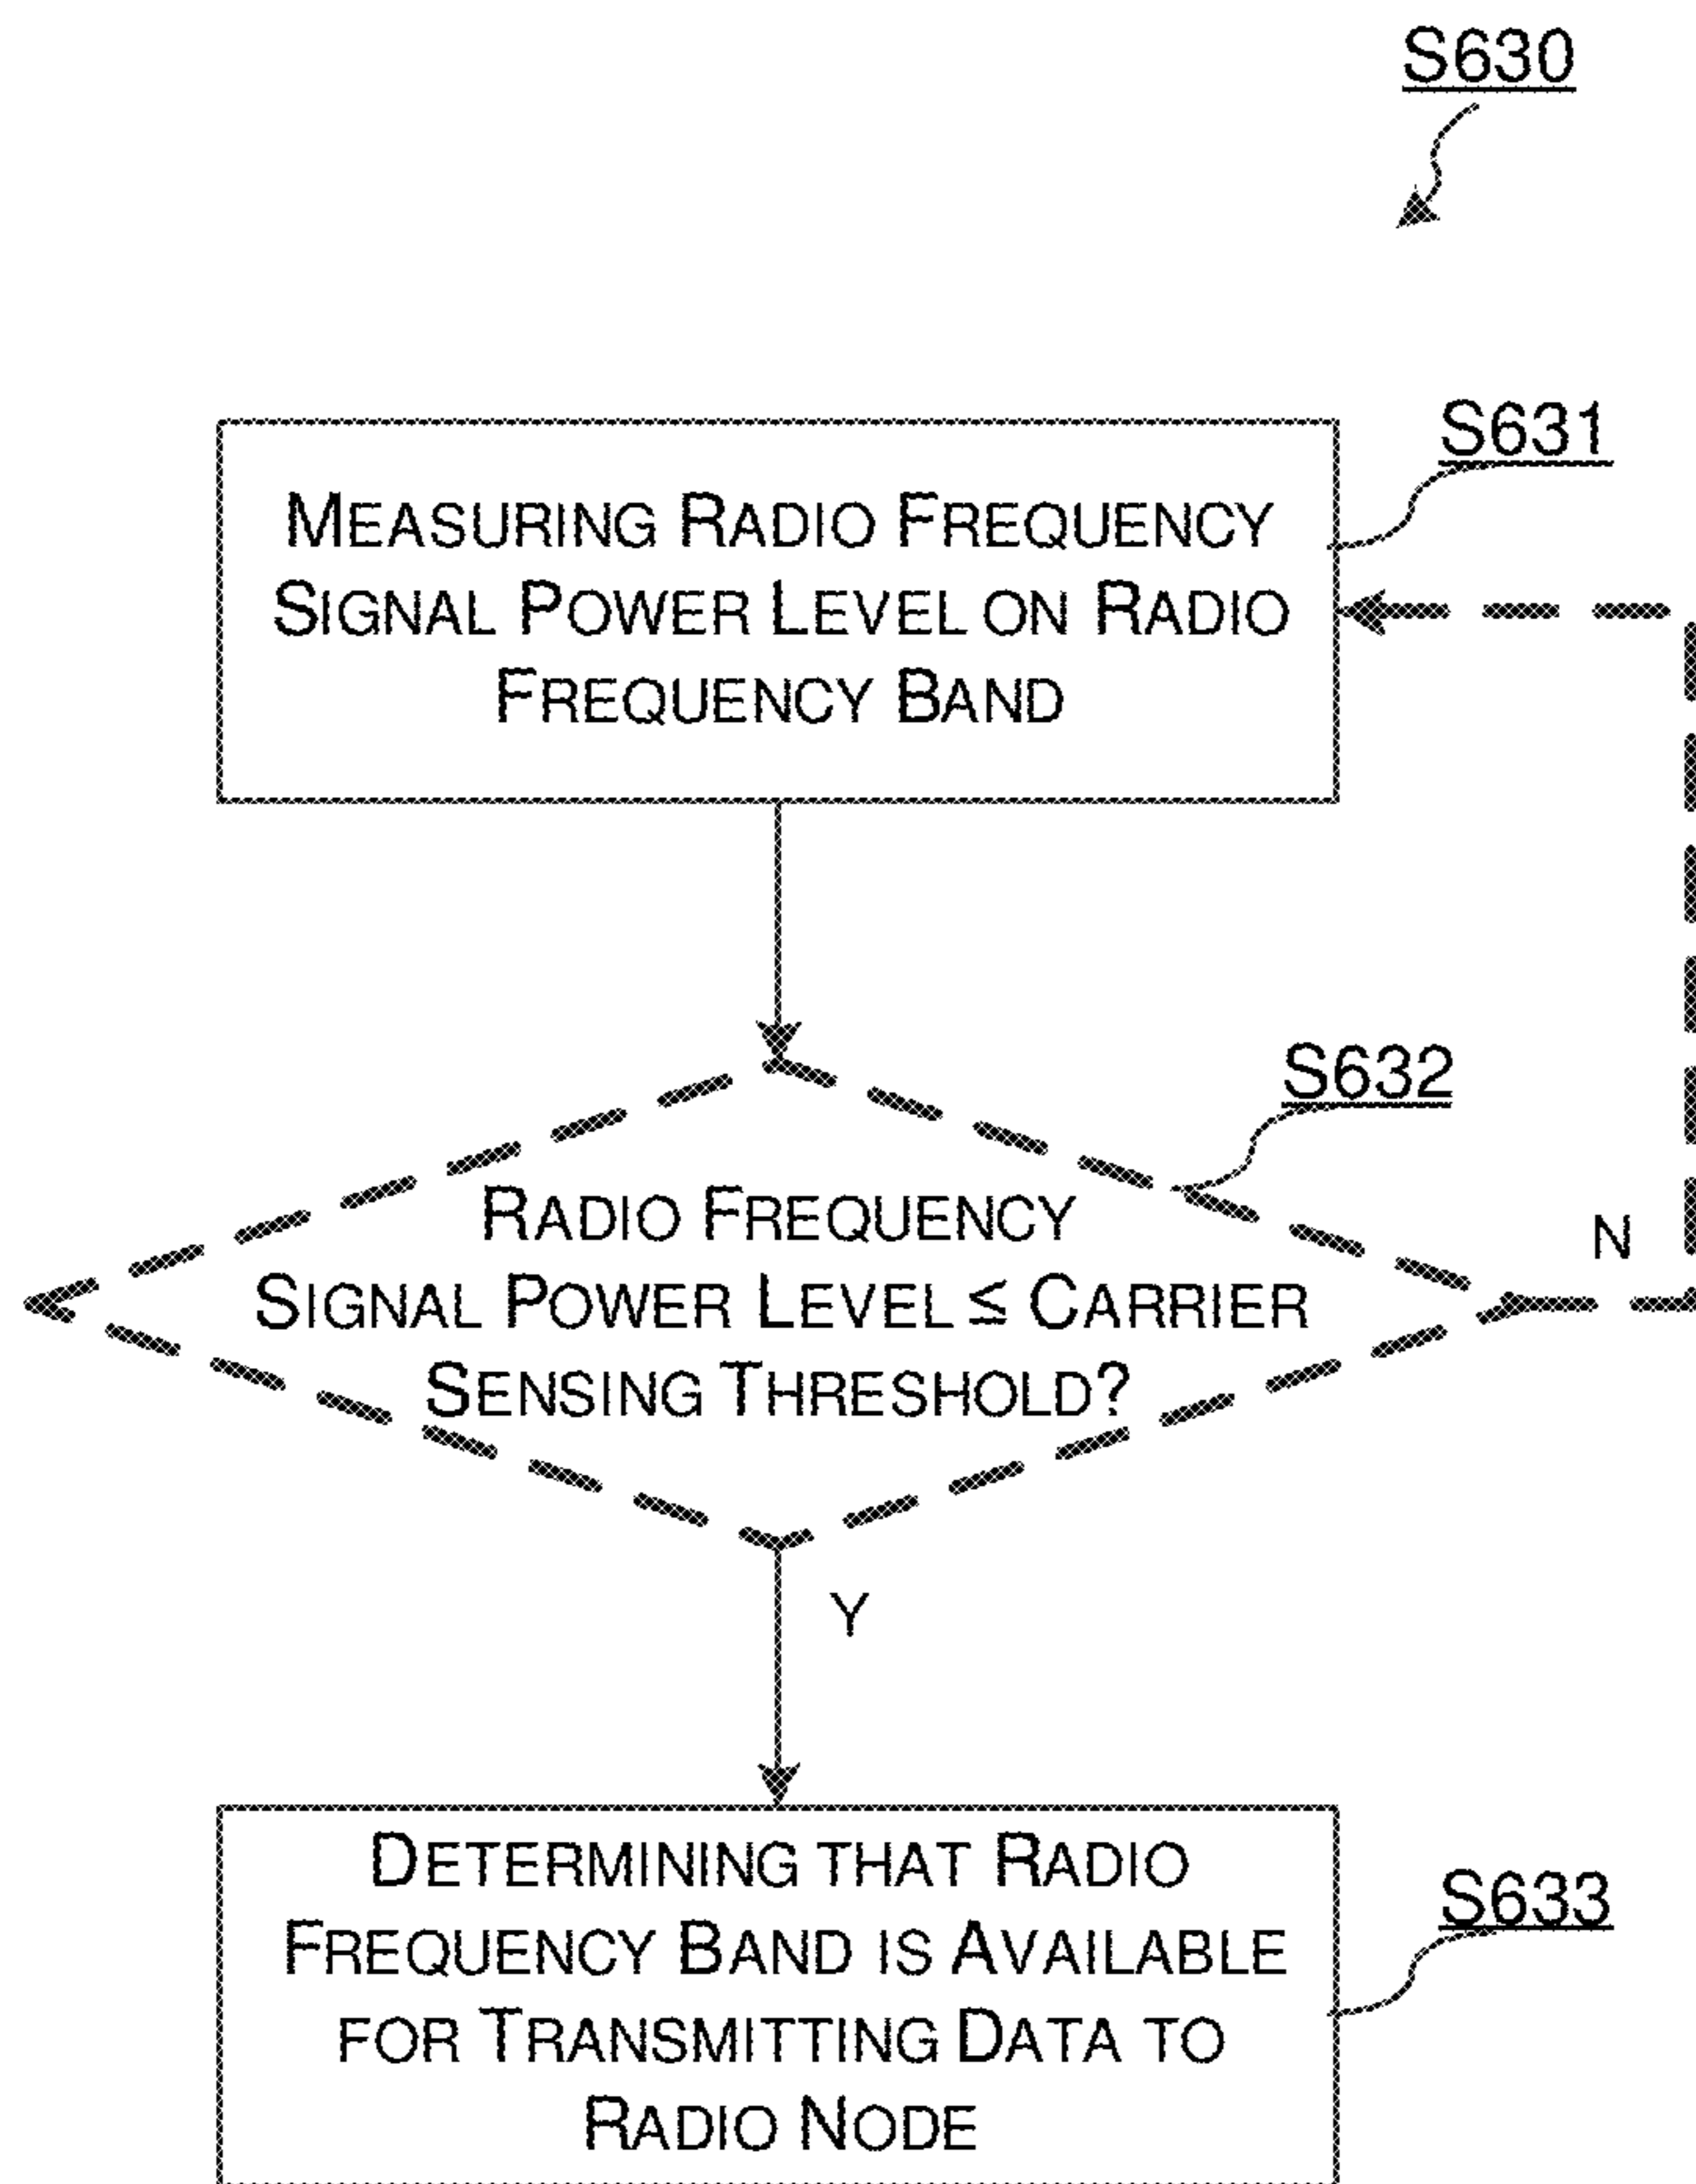 S630
S631
MEASURING RADIO FREQUENCY
SIGNAL POWER LEVEL ON RADIO
FREQUENCY BAND
S632
RADIO FREQUENCY
SIGNAL POWER LEVEL ≤ CARRIER
SENSING THRESHOLD?
N
Y
S633
DETERMINING THAT RADIO
FREQUENCY BAND IS AVAILABLE
FOR TRANSMITTING DATA TO
RADIO NODE